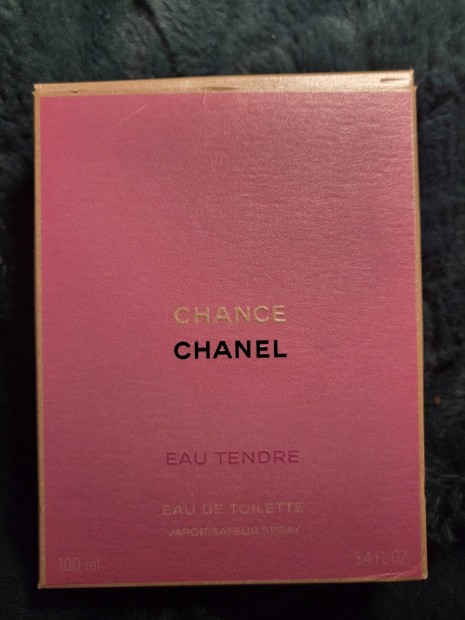 CHANCE
CHANEL
EAU TENDRE
EAU DE TOILETTE
VAPORISATEUR SPRAY
100 ml
3.4 FL.OZ